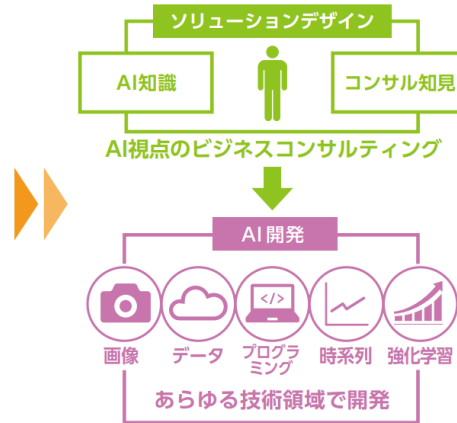 ソリューションデザイン
AI知識
コンサル知見
AI視点のビジネスコンサルティング
AI開発
</>
画像
データ
プログラ
ミング
時系列
強化学習
あらゆる技術領域で開発